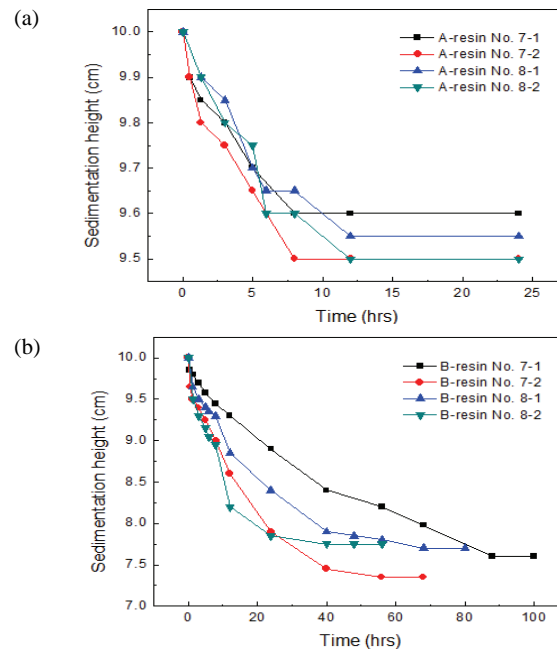 (a)
10.0
9.9
9.8
9.7
9.6
9.5
Sedimentation height (cm)
A-resin No. 7-1
A-resin No. 7-2
A-resin No. 8-1
A-resin No. 8-2
0 5 10 15 20 25
Time (hrs)
(b)
10.0
9.5
9.0
8.5
8.0
7.5
7.0
Sedimentation height (cm)
B-resin No. 7-1
B-resin No. 7-2
B-resin No. 8-1
B-resin No. 8-2
0 20 40 60 80 100
Time (hrs)